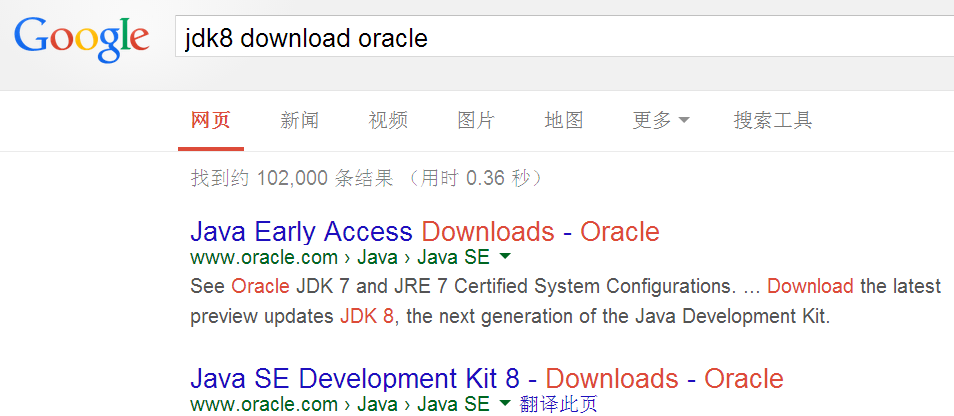 Google
jdk8 download oracle
网页 新闻 视频 图片 地图 更多 搜索工具
找到约 102,000 条结果 （用时 0.36 秒）
Java Early Access Downloads - Oracle
www.oracle.com › Java › Java SE
See Oracle JDK 7 and JRE 7 Certified System Configurations. ... Download the latest
preview updates JDK 8, the next generation of the Java Development Kit.
Java SE Development Kit 8 - Downloads - Oracle
www.oracle.com › Java › Java SE 翻译此页